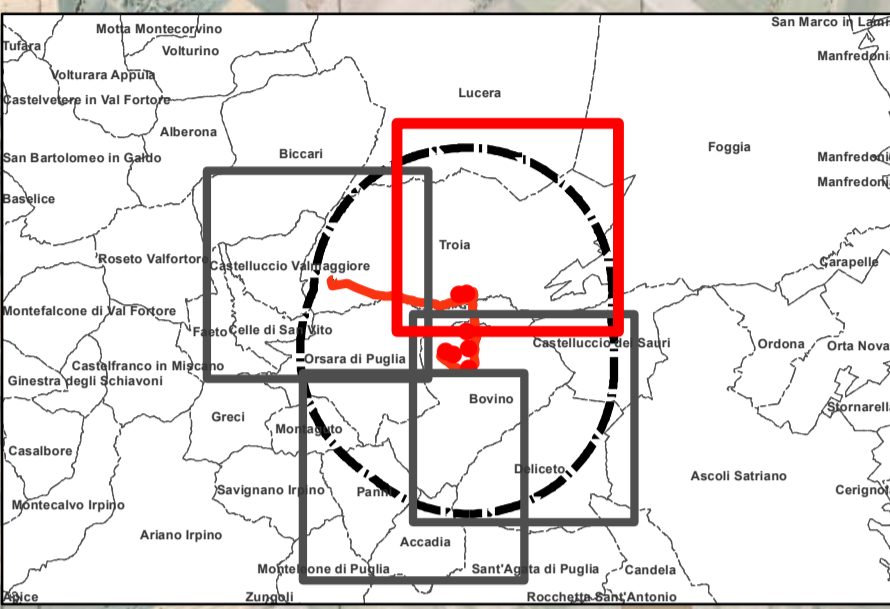 San Marco in Lami
Motta Montecorvino
Tufara
Volturino
Manfredonia
Volturara Appula
Lucera
Castelvetere in Val Fortore
Alberona
Foggia
San Bartolomeo in Galdo
Biccari
Manfredonia
Manfredonia
Baselice
Troia
Roseto Valfortore
Castelluccio Valmaggiore
Carapelle
Montefalcone di Val Fortore
Faeto
Celle di San Vito
Castelluccio dei Sauri
Ordona
Orta Nova
Orsara di Puglia
Castelfranco in Miscano
Ginestra degli Schiavoni
Bovino
Stornarell
Greci
Montaguto
Casalbore
Deliceto
Ascoli Satriano
Savignano Irpino
Panni
Cerignol
Montecalvo Irpino
Ariano Irpino
Accadia
Monteleone di Puglia
Sant'Agata di Puglia
Candela
Apice
Zungoli
Rocchetta Sant'Antonio